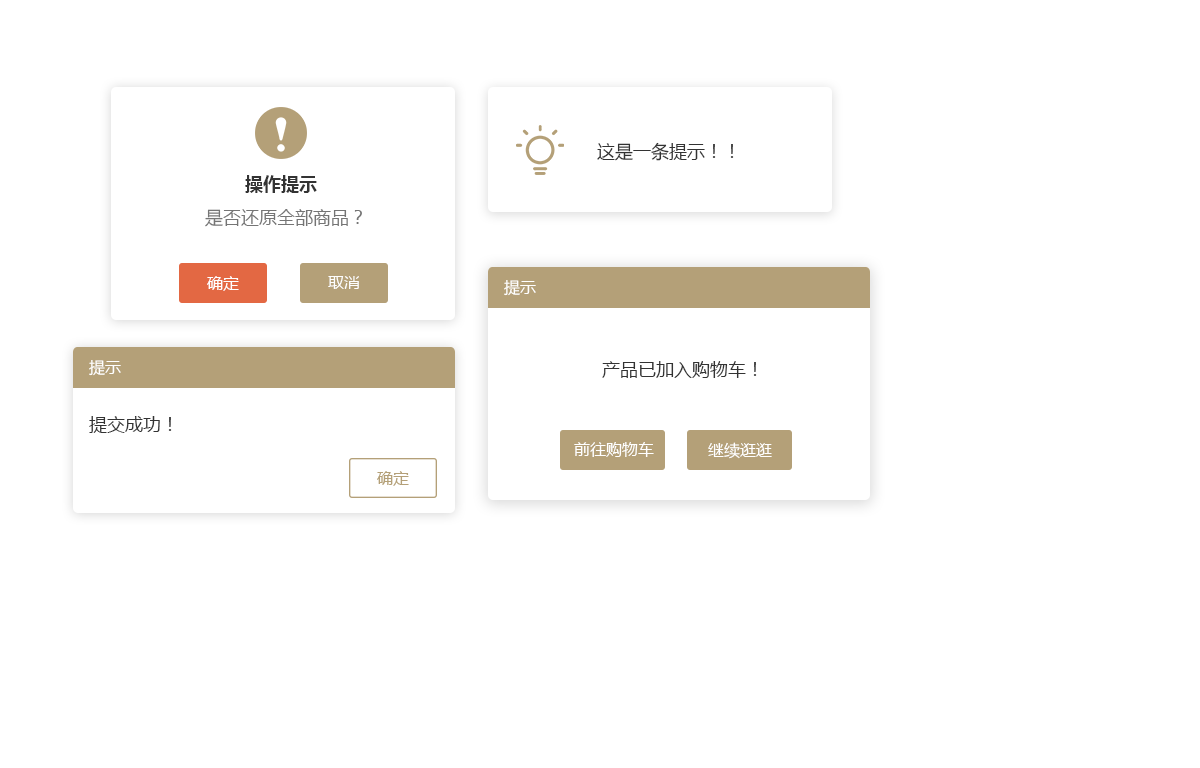 操作提示
是否还原全部商品？
确定
取消
这是一条提示！！
提示
提交成功！
确定
提示
产品已加入购物车！
前往购物车
继续逛逛